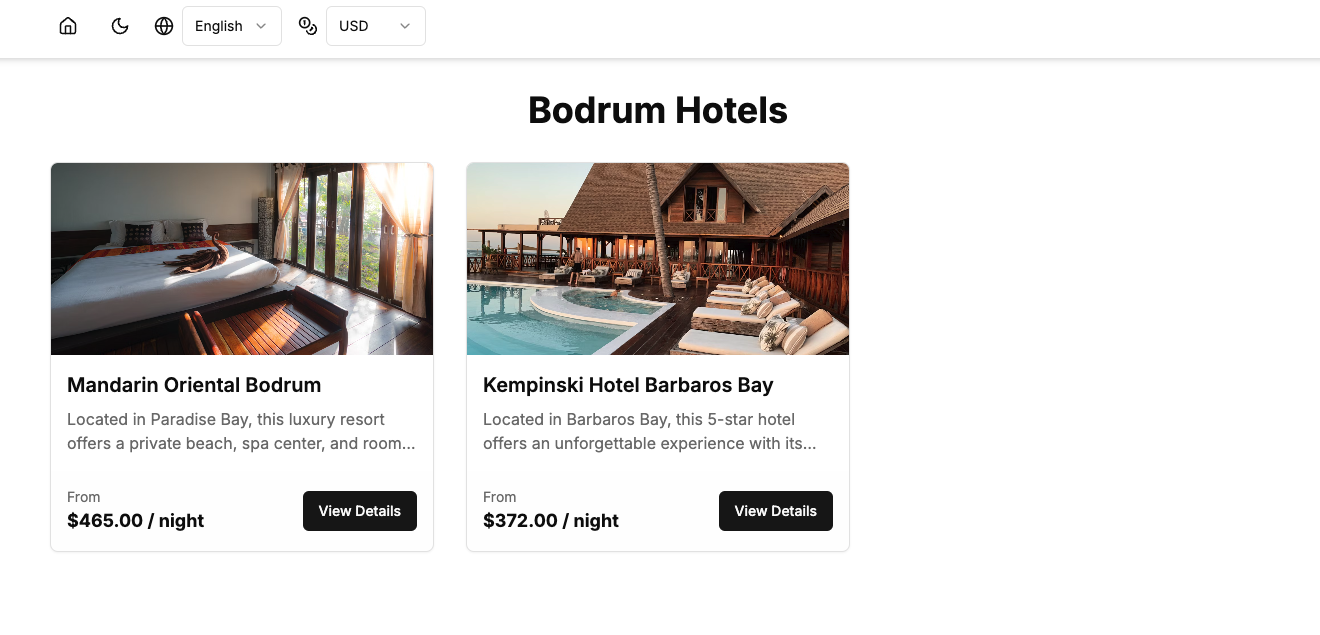 English
USD
Bodrum Hotels
Mandarin Oriental Bodrum
Located in Paradise Bay, this luxury resort
offers a private beach, spa center, and room...
From
$465.00 / night
View Details
Kempinski Hotel Barbaros Bay
Located in Barbaros Bay, this 5-star hotel
offers an unforgettable experience with its...
From
$372.00 / night
View Details